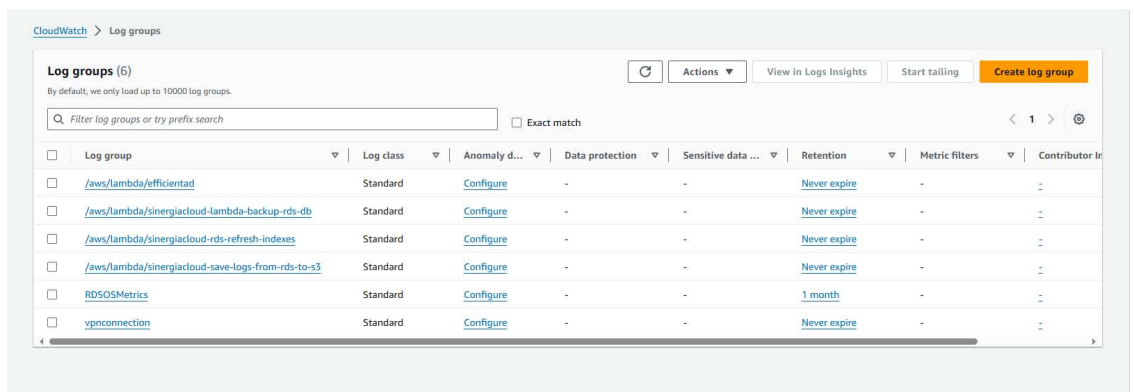 CloudWatch > Log groups
Log groups (6)
Actions ▼ View in Logs Insights Start tailing Create log group
By default, we only load up to 10000 log groups.
Filter log groups or try prefix search Exact match < 1 >
Log group Log class Anomaly d... Data protection Sensitive data ... Retention Metric filters Contributor In
/aws/lambda/efficientad Standard Configure - - Never expire - -
/aws/lambda/sinergiacloud-lambda-backup-rds-db Standard Configure - - Never expire - -
/aws/lambda/sinergiacloud-rds-refresh-indexes Standard Configure - - Never expire - -
/aws/lambda/sinergiacloud-save-logs-from-rds-to-s3 Standard Configure - - Never expire - -
RDSOSMetrics Standard Configure - - 1 month - -
vpnconnection Standard Configure - - Never expire - -